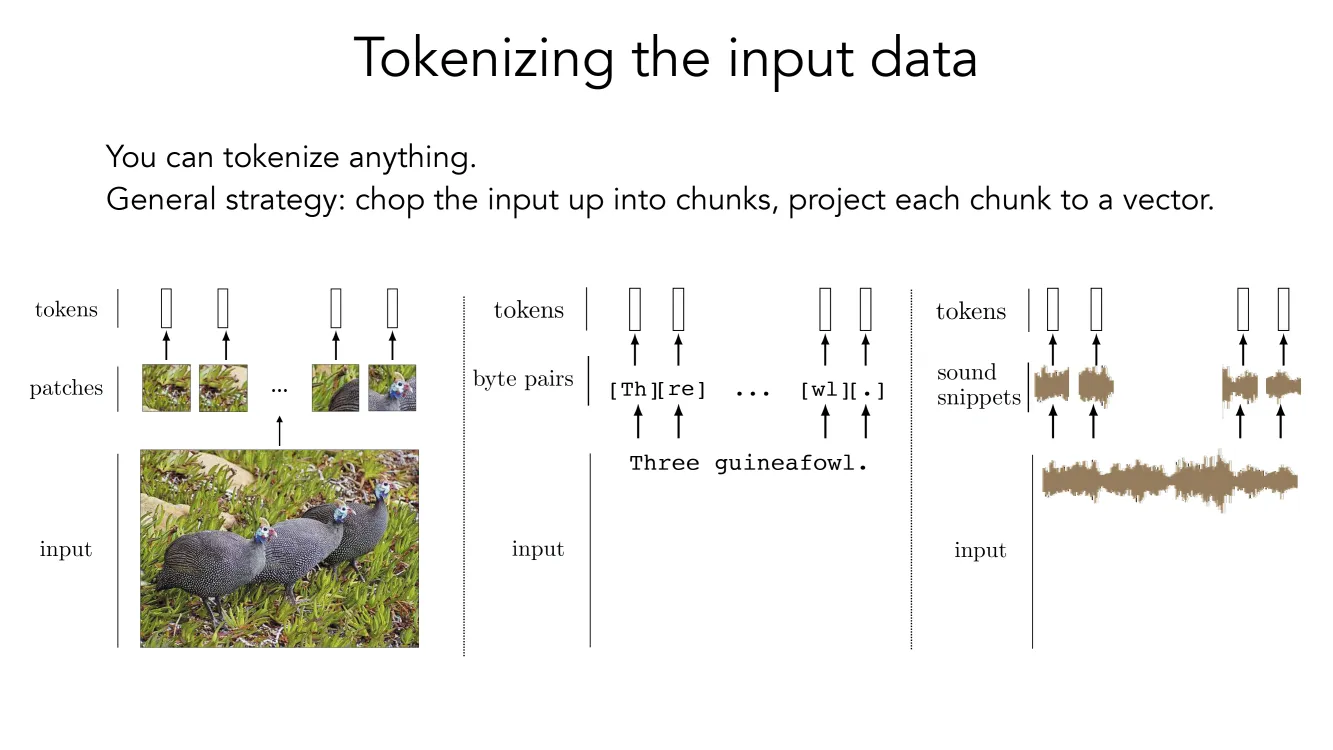 Tokenizing the input data
You can tokenize anything.
General strategy: chop the input up into chunks, project each chunk to a vector.
tokens
patches
...
input
tokens
byte pairs
[Th][re] ... [wl][.]
Three guineafowl.
input
tokens
sound
snippets
input